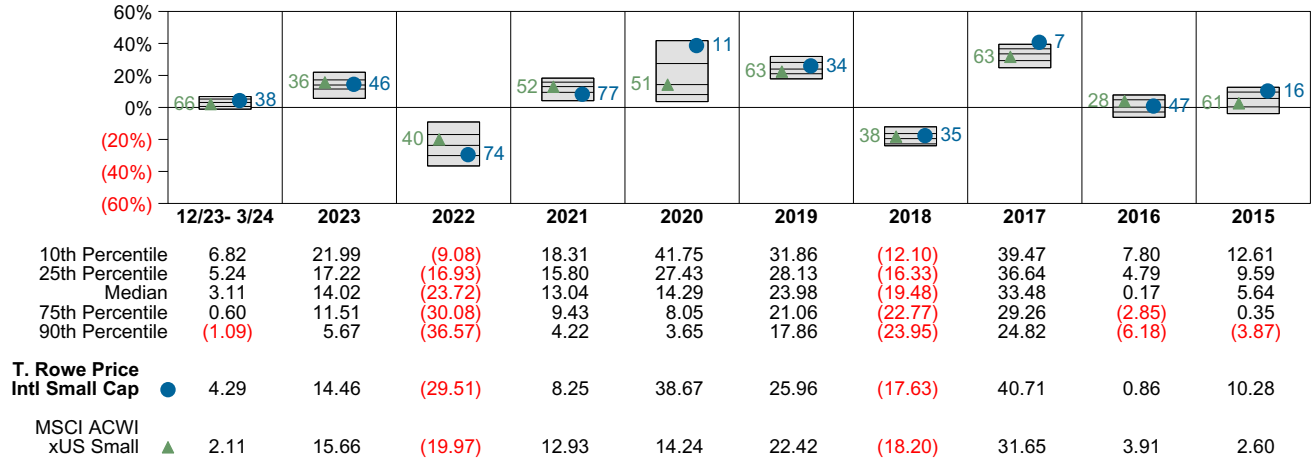 60%
40%
20%
0%
(20%)
(40%)
(60%)
66 38 36 46 40 74 52 77 51 11 63 34 38 35 63 7 28 47 61 16
12/23- 3/24 2023 2022 2021 2020 2019 2018 2017 2016 2015
10th Percentile 6.82 21.99 (9.08) 18.31 41.75 31.86 (12.10) 39.47 7.80 12.61
25th Percentile 5.24 17.22 (16.93) 15.80 27.43 28.13 (16.33) 36.64 4.79 9.59
Median 3.11 14.02 (23.72) 13.04 14.29 23.98 (19.48) 33.48 0.17 5.64
75th Percentile 0.60 11.51 (30.08) 9.43 8.05 21.06 (22.77) 29.26 (2.85) 0.35
90th Percentile (1.09) 5.67 (36.57) 4.22 3.65 17.86 (23.95) 24.82 (6.18) (3.87)
T. Rowe Price
Intl Small Cap 4.29 14.46 (29.51) 8.25 38.67 25.96 (17.63) 40.71 0.86 10.28
MSCI ACWI
xUS Small 2.11 15.66 (19.97) 12.93 14.24 22.42 (18.20) 31.65 3.91 2.60